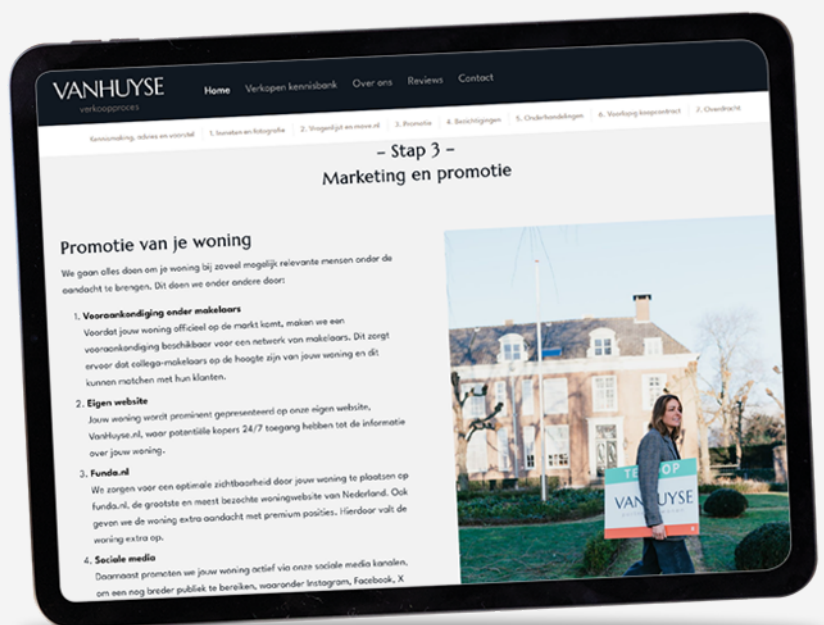 VANHUYSE
verkoopproces
Home Verkopen kennisbank Over ons Reviews Contact
Kennismaking, advies en voorstel 1. Inmeten en fotografie 2. Vragenlijst en move.nl 3. Promotie 4. Bezichtigingen 5. Onderhandelingen 6. Voorlopig koopcontract 7. Overdracht
– Stap 3 –
Marketing en promotie
Promotie van je woning
We gaan alles doen om je woning bij zoveel mogelijk relevante mensen onder de
aandacht te brengen. Dit doen we onder andere door:
1. Vooraankondiging onder makelaars
Voordat jouw woning officieel op de markt komt, maken we een
vooraankondiging beschikbaar voor een netwerk van makelaars. Dit zorgt
ervoor dat collega-makelaars op de hoogte zijn van jouw woning en dit
kunnen matchen met hun klanten.
2. Eigen website
Jouw woning wordt prominent gepresenteerd op onze eigen website,
VanHuyse.nl, waar potentiële kopers 24/7 toegang hebben tot de informatie
over jouw woning.
3. Funda.nl
We zorgen voor een optimale zichtbaarheid door jouw woning te plaatsen op
funda.nl, de grootste en meest bezochte woningwebsite van Nederland. Ook
geven we de woning extra aandacht met premium posities. Hierdoor valt de
woning extra op.
4. Sociale media
Daarnaast promoten we jouw woning actief via onze sociale media kanalen,
om een nog breder publiek te bereiken, waaronder Instagram, Facebook, X
TE OOP
VAN UYSE